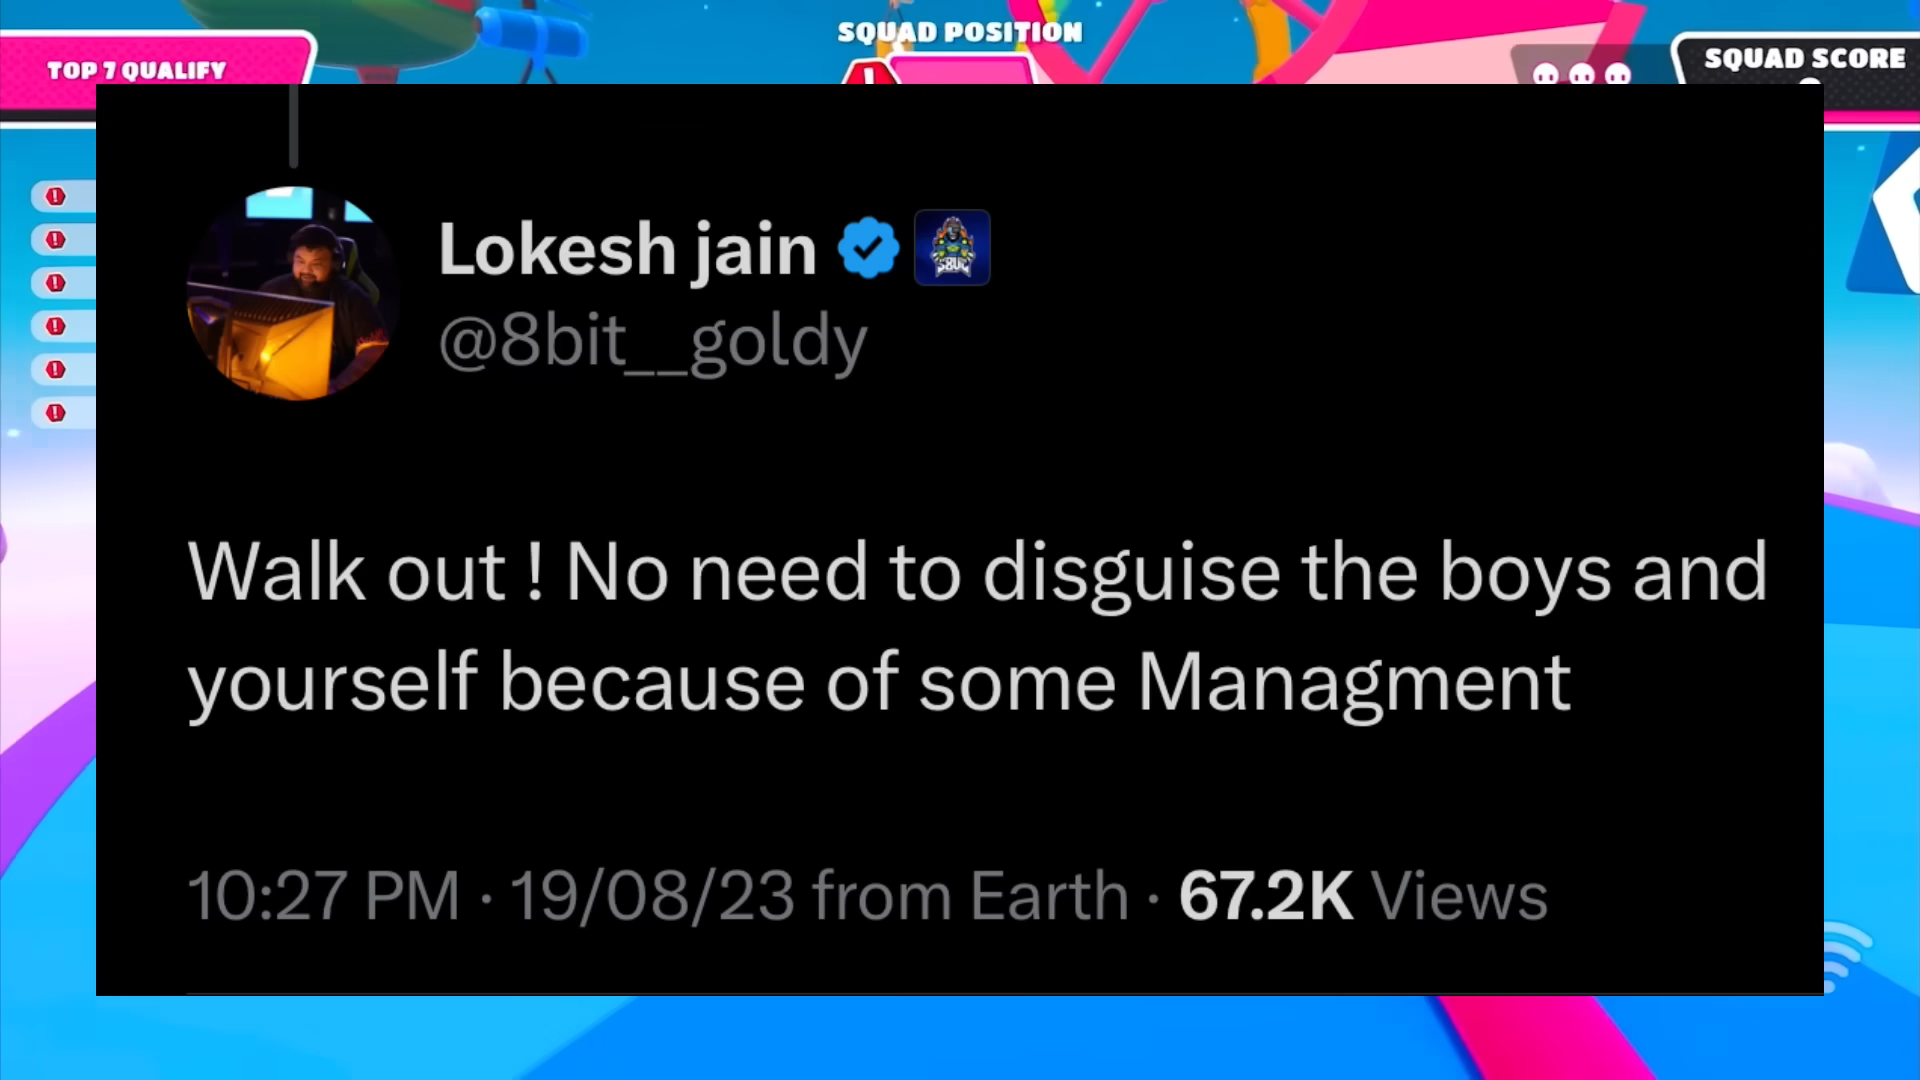 SQUAD POSITION
TOP 7 QUALIFY
SQUAD SCORE
Lokesh jain
S8UL
@8bit__goldy
Walk out ! No need to disguise the boys and
yourself because of some Managment
10:27 PM · 19/08/23 from Earth · 67.2K Views